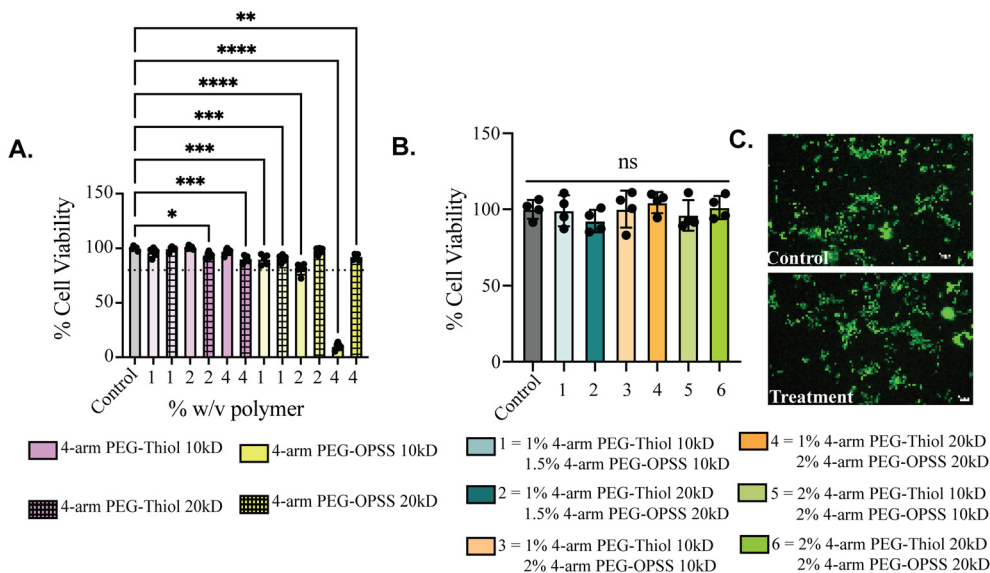 A.
**
****
****
***
***
***
*
% Cell Viability
150
100
50
0
Control 1 1 2 2 4 4 1 1 2 2 4 4
% w/v polymer
4-arm PEG-Thiol 10kD
4-arm PEG-OPSS 10kD
4-arm PEG-Thiol 20kD
4-arm PEG-OPSS 20kD
B.
ns
% Cell Viability
150
100
50
0
Control 1 2 3 4 5 6
1 = 1% 4-arm PEG-Thiol 10kD
1.5% 4-arm PEG-OPSS 10kD
2 = 1% 4-arm PEG-Thiol 20kD
1.5% 4-arm PEG-OPSS 20kD
3 = 1% 4-arm PEG-Thiol 10kD
2% 4-arm PEG-OPSS 10kD
4 = 1% 4-arm PEG-Thiol 20kD
2% 4-arm PEG-OPSS 20kD
5 = 2% 4-arm PEG-Thiol 10kD
2% 4-arm PEG-OPSS 10kD
6 = 2% 4-arm PEG-Thiol 20kD
2% 4-arm PEG-OPSS 20kD
C.
Control
Treatment